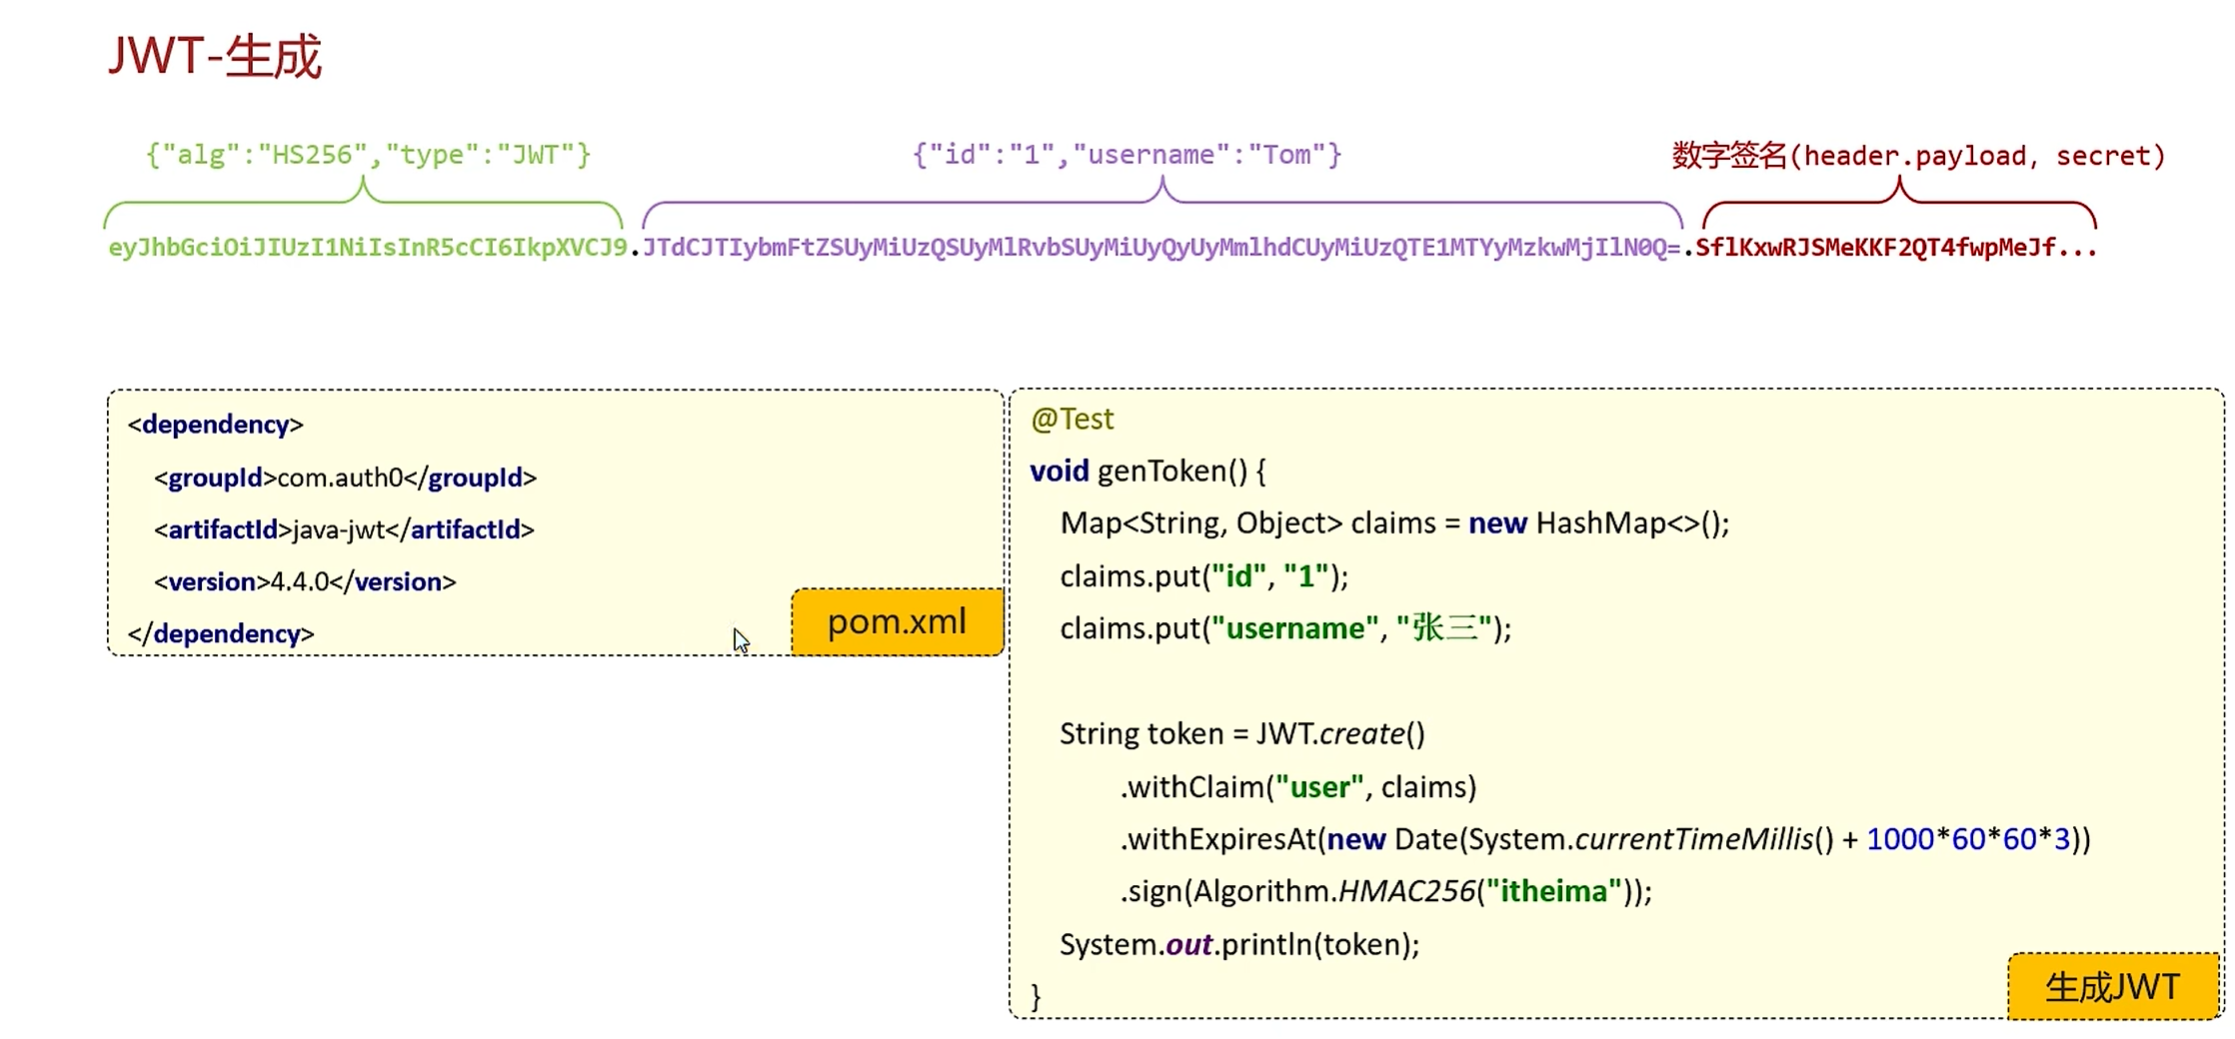 JWT-生成
{"alg":"HS256","type":"JWT"}
{"id":"1","username":"Tom"}
数字签名(header.payload, secret)
eyJhbGciOiJIUzI1NiIsInR5cCI6IkpXVCJ9.JTdCJTIybmFtZSUyMiUzQSUyMlRvbSUyMiUyQyUyMmlhdCUyMiUzQTE1MTYyMzkwMjIlN0Q=.SflKxwRJSMeKKF2QT4fwpMeJf...
<dependency>
<groupId>com.auth0</groupId>
<artifactId>java-jwt</artifactId>
<version>4.4.0</version>
</dependency>
pom.xml
@Test
void genToken() {
Map<String, Object> claims = new HashMap<>();
claims.put("id", "1");
claims.put("username", "张三");
String token = JWT.create()
.withClaim("user", claims)
.withExpiresAt(new Date(System.currentTimeMillis() + 1000*60*60*3))
.sign(Algorithm.HMAC256("itheima"));
System.out.println(token);
}
生成JWT